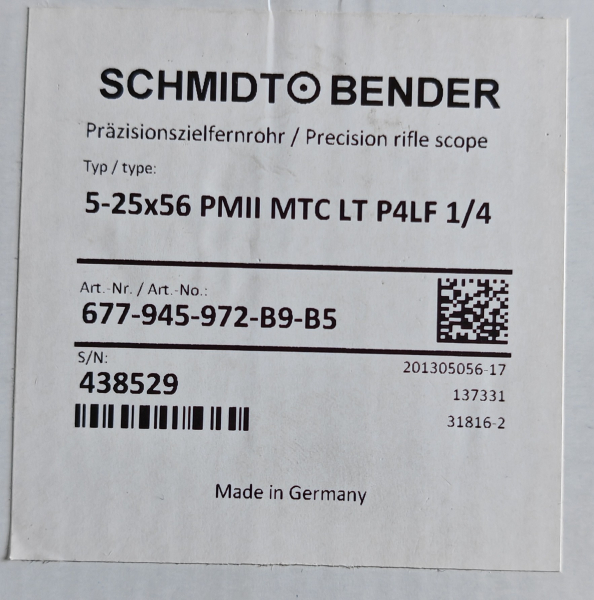 SCHMIDT BENDER
Präzisionszielfernrohr / Precision rifle scope
Typ / type:
5-25x56 PMII MTC LT P4LF 1/4
Art.-Nr. / Art.-No.:
677-945-972-B9-B5
S/N:
438529
201305056-17
137331
31816-2
Made in Germany